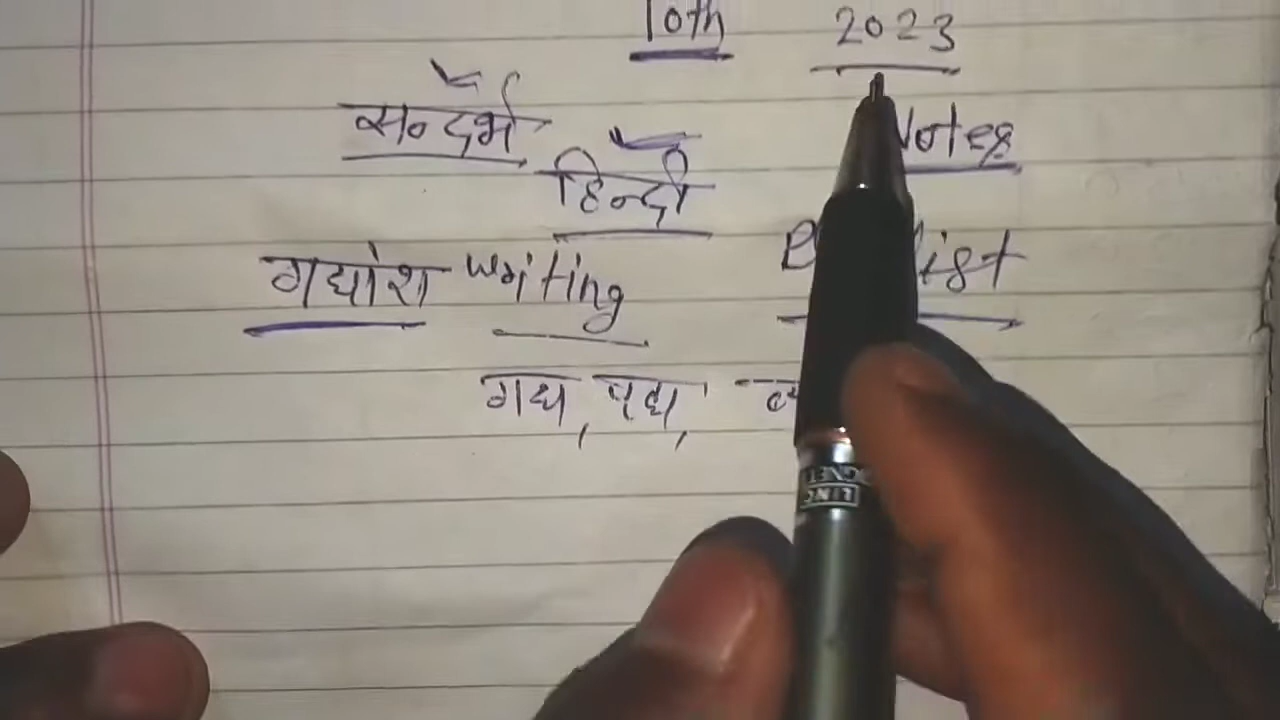 10th 2023
सन्दर्भ Notes
हिन्दी
गद्यांश writing
गद्य, पद्य,